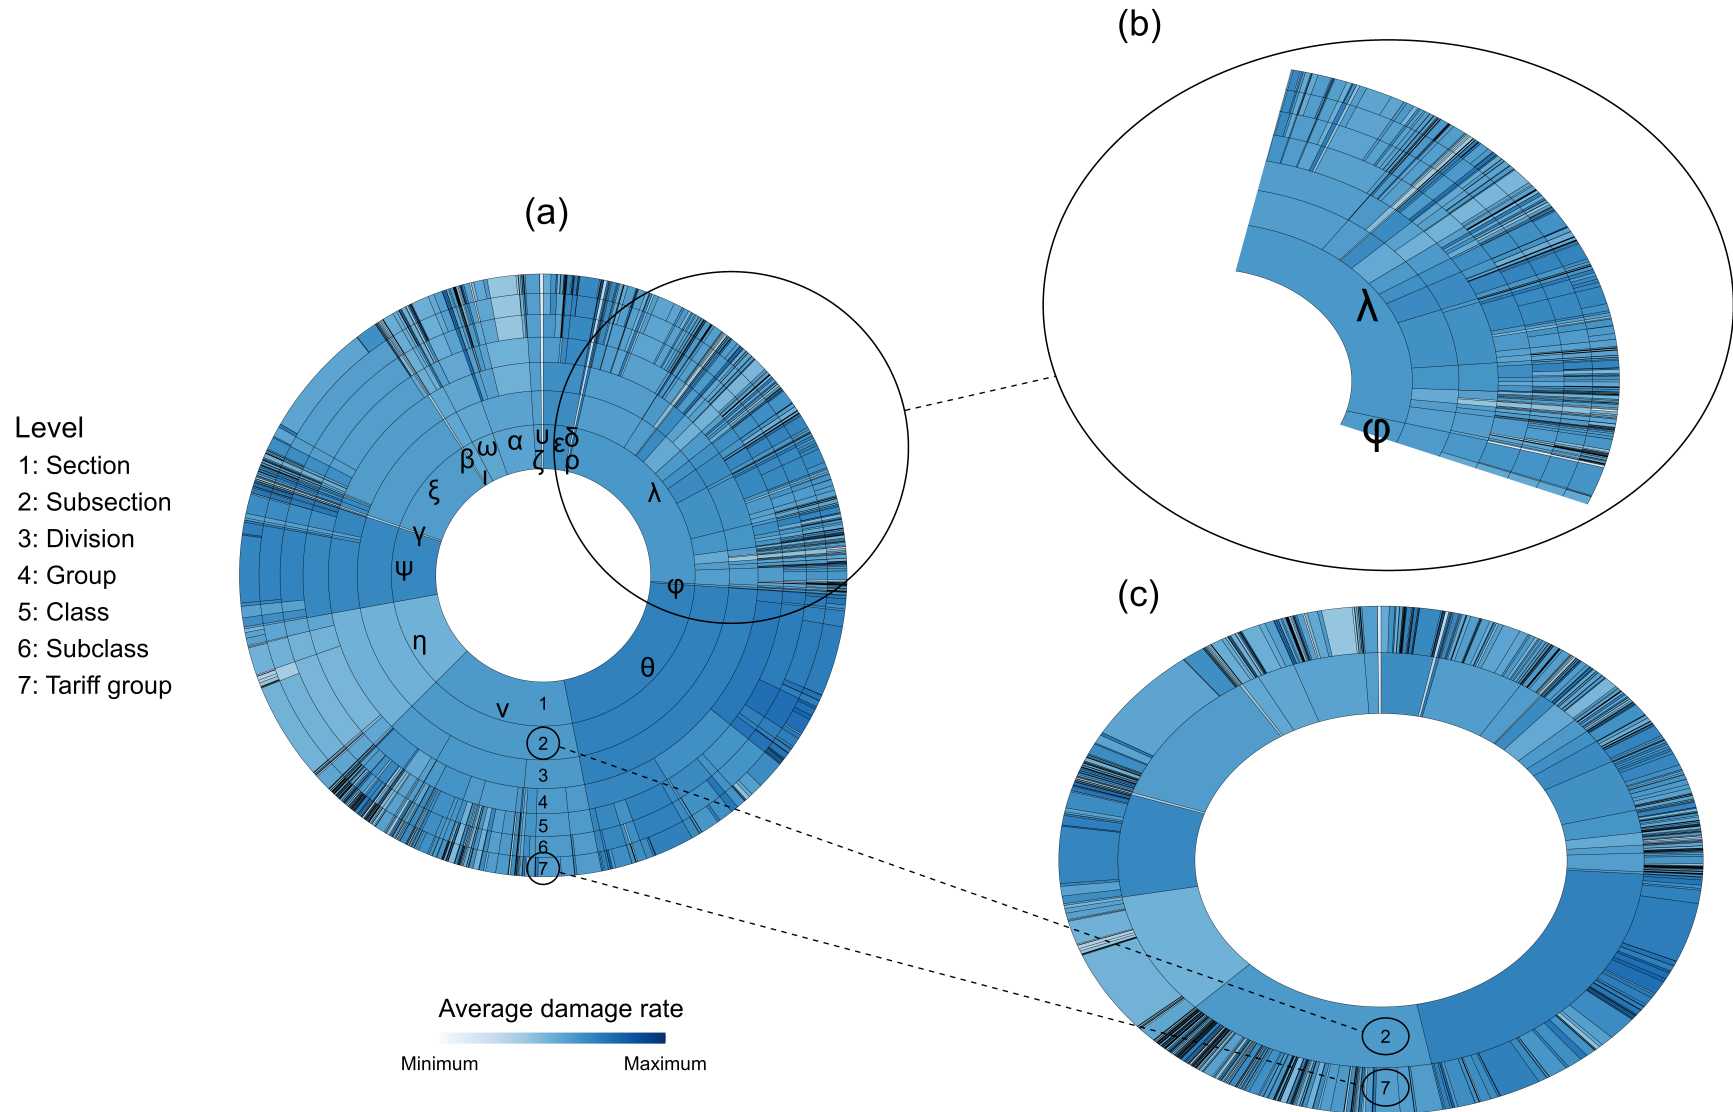 (b)
λ
φ
(a)
Level
1: Section
2: Subsection
3: Division
4: Group
5: Class
6: Subclass
7: Tariff group
β ω α υ ε δ
ι ζ ρ
ξ
λ
γ
ψ
φ
η
θ
ν
1
2
3
4
5
6
7
(c)
2
7
Average damage rate
Minimum Maximum